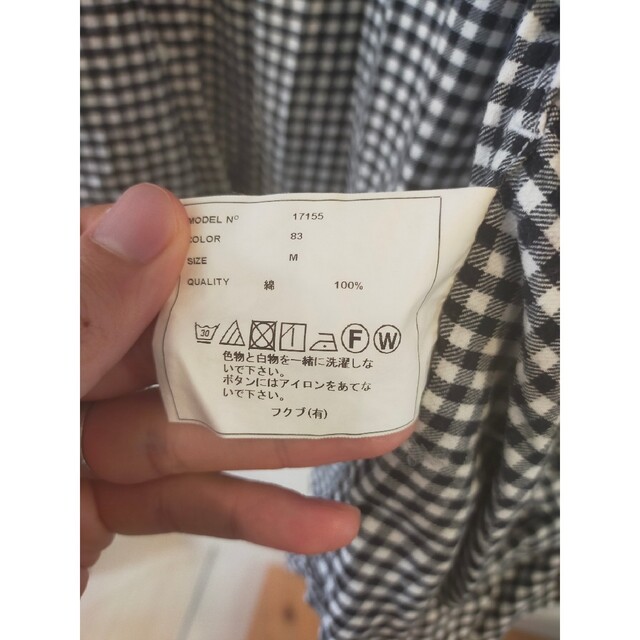 MODEL Nº 17155
COLOR 83
SIZE M
QUALITY 綿 100%
30 F W
色物と白物を一緒に洗濯しな
いで下さい。
ボタンにはアイロンをあてな
いで下さい。
フクブ(有)